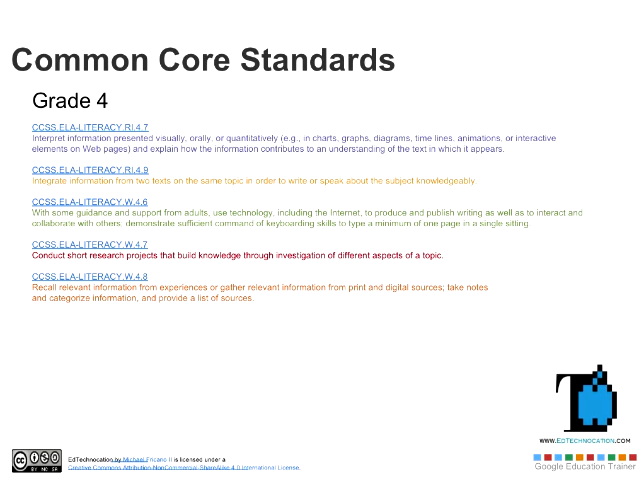 Common Core Standards
Grade 4
CCSS.ELA-LITERACY.RI.4.7
Interpret information presented visually, orally, or quantitatively (e.g., in charts, graphs, diagrams, time lines, animations, or interactive
elements on Web pages) and explain how the information contributes to an understanding of the text in which it appears.
CCSS.ELA-LITERACY.RI.4.9
Integrate information from two texts on the same topic in order to write or speak about the subject knowledgeably.
CCSS.ELA-LITERACY.W.4.6
With some guidance and support from adults, use technology, including the Internet, to produce and publish writing as well as to interact and
collaborate with others; demonstrate sufficient command of keyboarding skills to type a minimum of one page in a single sitting
CCSS.ELA-LITERACY.W.4.7
Conduct short research projects that build knowledge through investigation of different aspects of a topic.
CCSS.ELA-LITERACY.W.4.8
Recall relevant information from experiences or gather relevant information from print and digital sources; take notes
and categorize information, and provide a list of sources.
T
WWW.EDTECHNOCATION.COM
Google Education Trainer
cc
BY NC SA
EdTechnocation by Michael Fricano II is licensed under a
Creative Commons Attribution-NonCommercial-ShareAlike 4.0 International License.